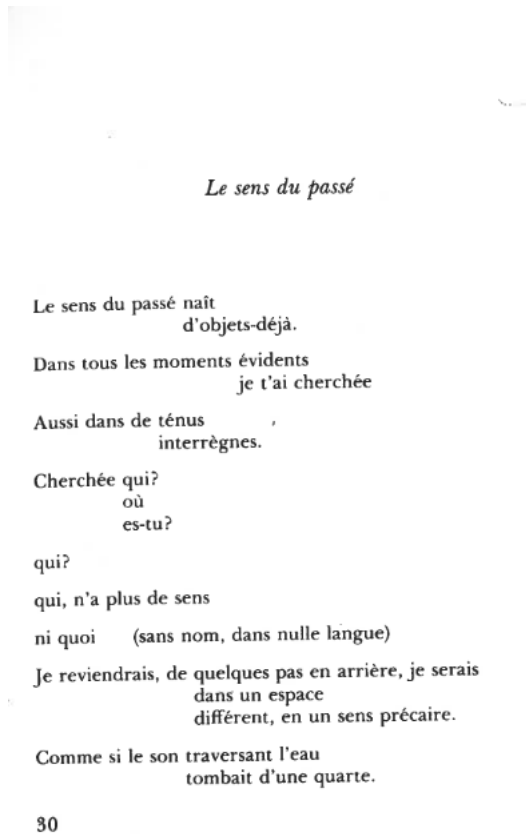 Le sens du passé
Le sens du passé naît
d'objets-déjà.
Dans tous les moments évidents
je t'ai cherchée
Aussi dans de ténus
interrègnes.
Cherchée qui?
où
es-tu?
qui?
qui, n'a plus de sens
ni quoi (sans nom, dans nulle langue)
Je reviendrais, de quelques pas en arrière, je serais
dans un espace
différent, en un sens précaire.
Comme si le son traversant l'eau
tombait d'une quarte.
30